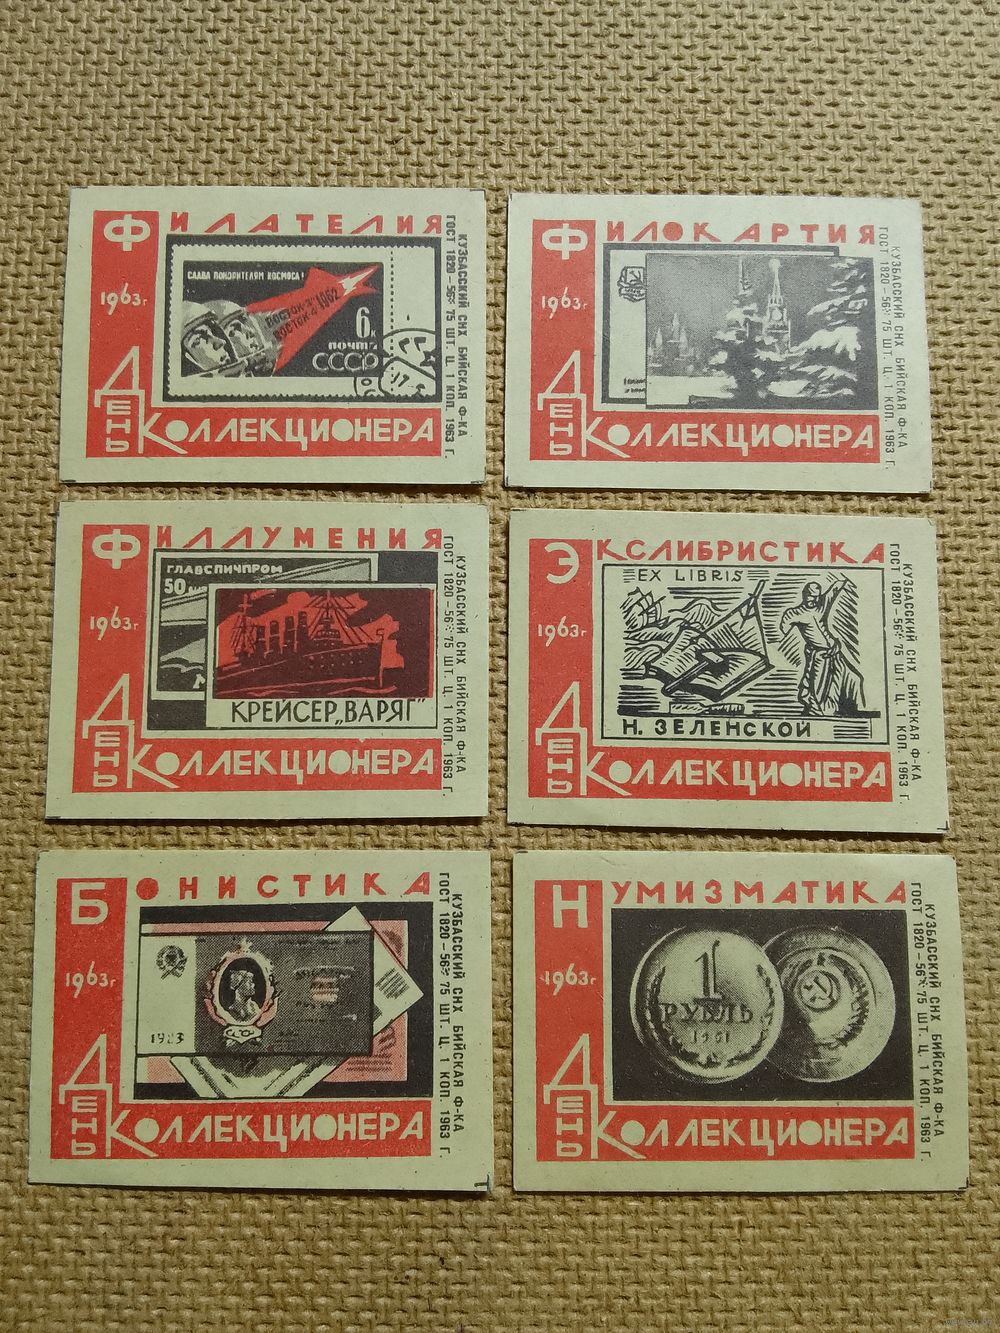 ФИЛАТЕЛИЯ
1963г
СЛАВА ПОКОРИТЕЛЯМ КОСМОСА!
ВОСТОК-3" 1962
ВОСТОК-4"
6к
ПОЧТА
СССР
ДЕНЬ КОЛЛЕКЦИОНЕРА
КУЗБАССКИЙ СНХ БИЙСКАЯ Ф-КА
ГОСТ 1820–56 75 ШТ. Ц. 1 КОП. 1963 Г.
ФИЛОКАРТИЯ
1963г
ДЕНЬ КОЛЛЕКЦИОНЕРА
КУЗБАССКИЙ СНХ БИЙСКАЯ Ф-КА
ГОСТ 1820–56 75 ШТ. Ц. 1 КОП. 1963 Г.
ФИЛЛУМЕНИЯ
1963г
ГЛАВСПИЧПРОМ
50
КРЕЙСЕР„ВАРЯГ"
ДЕНЬ КОЛЛЕКЦИОНЕРА
КУЗБАССКИЙ СНХ БИЙСКАЯ Ф-КА
ГОСТ 1820–56 75 ШТ. Ц. 1 КОП. 1963 Г.
ЭКСЛИБРИСТИКА
1963г
EX LIBRIS
Н. ЗЕЛЕНСКОЙ
ДЕНЬ КОЛЛЕКЦИОНЕРА
КУЗБАССКИЙ СНХ БИЙСКАЯ Ф-КА
ГОСТ 1820–56 75 ШТ. Ц. 1 КОП. 1963 Г.
БОНИСТИКА
1963г
1923
ДЕНЬ КОЛЛЕКЦИОНЕРА
КУЗБАССКИЙ СНХ БИЙСКАЯ Ф-КА
ГОСТ 1820–56 75 ШТ. Ц. 1 КОП. 1963 Г.
НУМИЗМАТИКА
1963г
1
РУБЛЬ
1961
ДЕНЬ КОЛЛЕКЦИОНЕРА
КУЗБАССКИЙ СНХ БИЙСКАЯ Ф-КА
ГОСТ 1820–56 75 ШТ. Ц. 1 КОП. 1963 Г.